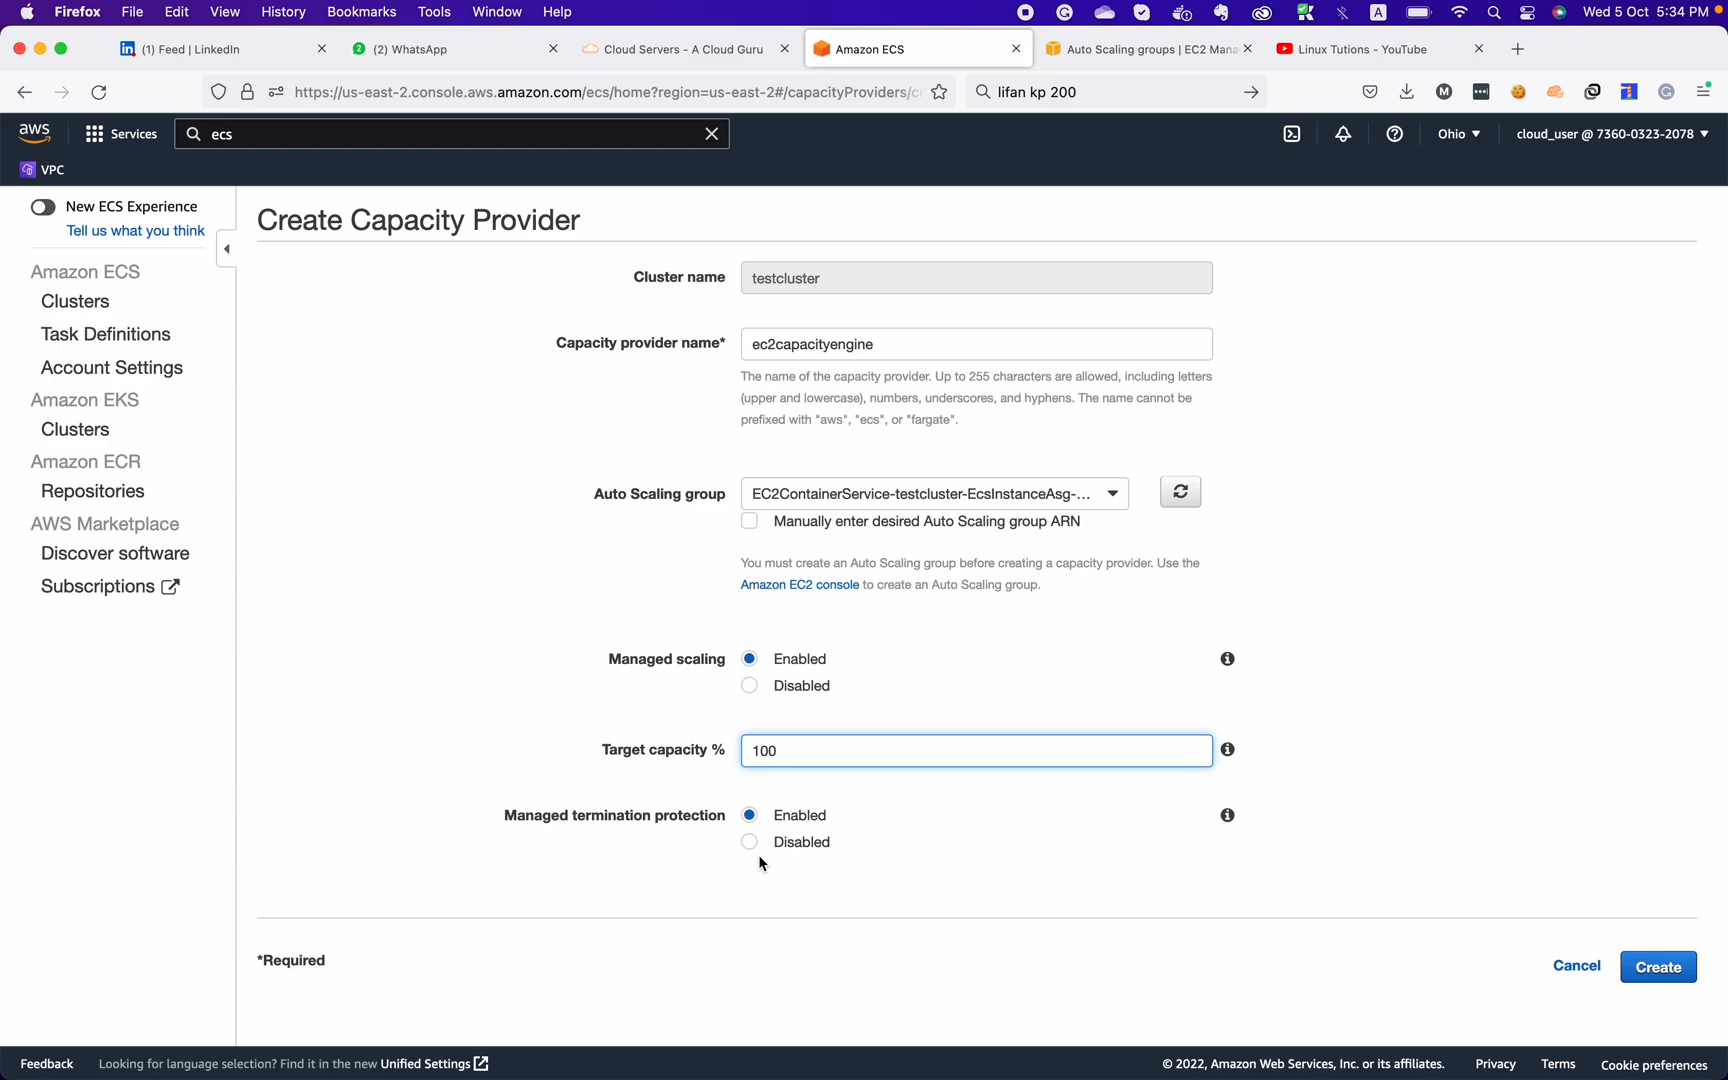 Firefox File Edit View History Bookmarks Tools Window Help A Wed 5 Oct 5:34 PM
(1) Feed | LinkedIn (2) WhatsApp Cloud Servers - A Cloud Guru Amazon ECS Auto Scaling groups | EC2 Mana Linux Tutions - YouTube
https://us-east-2.console.aws.amazon.com/ecs/home?region=us-east-2#/capacityProviders/c lifan kp 200
aws Services ecs Ohio cloud_user @ 7360-0323-2078
VPC
New ECS Experience
Tell us what you think
Amazon ECS
Clusters
Task Definitions
Account Settings
Amazon EKS
Clusters
Amazon ECR
Repositories
AWS Marketplace
Discover software
Subscriptions
Create Capacity Provider
Cluster name testcluster
Capacity provider name* ec2capacityengine
The name of the capacity provider. Up to 255 characters are allowed, including letters
(upper and lowercase), numbers, underscores, and hyphens. The name cannot be
prefixed with "aws", "ecs", or "fargate".
Auto Scaling group EC2ContainerService-testcluster-EcsInstanceAsg-...
Manually enter desired Auto Scaling group ARN
You must create an Auto Scaling group before creating a capacity provider. Use the
Amazon EC2 console to create an Auto Scaling group.
Managed scaling Enabled
Disabled
Target capacity % 100
Managed termination protection Enabled
Disabled
*Required
Cancel Create
Feedback Looking for language selection? Find it in the new Unified Settings © 2022, Amazon Web Services, Inc. or its affiliates. Privacy Terms Cookie preferences